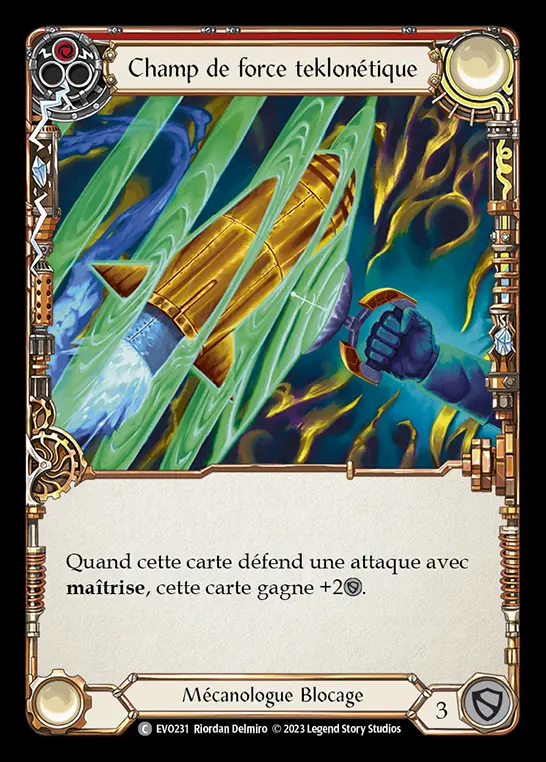 Champ de force teklonétique
Quand cette carte défend une attaque avec
maîtrise, cette carte gagne +2.
Mécanologue Blocage
3
C EVO231 Riordan Delmiro © 2023 Legend Story Studios